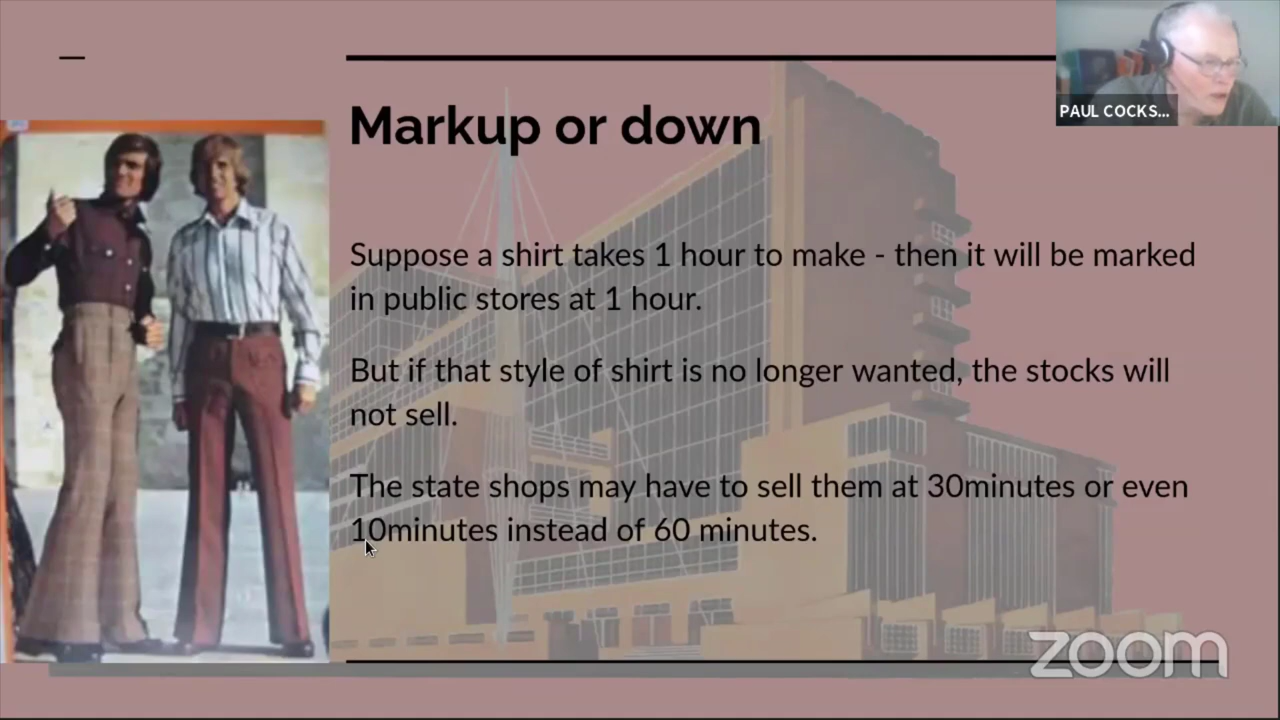 PAUL COCKS...
Markup or down
Suppose a shirt takes 1 hour to make - then it will be marked
in public stores at 1 hour.
But if that style of shirt is no longer wanted, the stocks will
not sell.
The state shops may have to sell them at 30minutes or even
10minutes instead of 60 minutes.
zoom